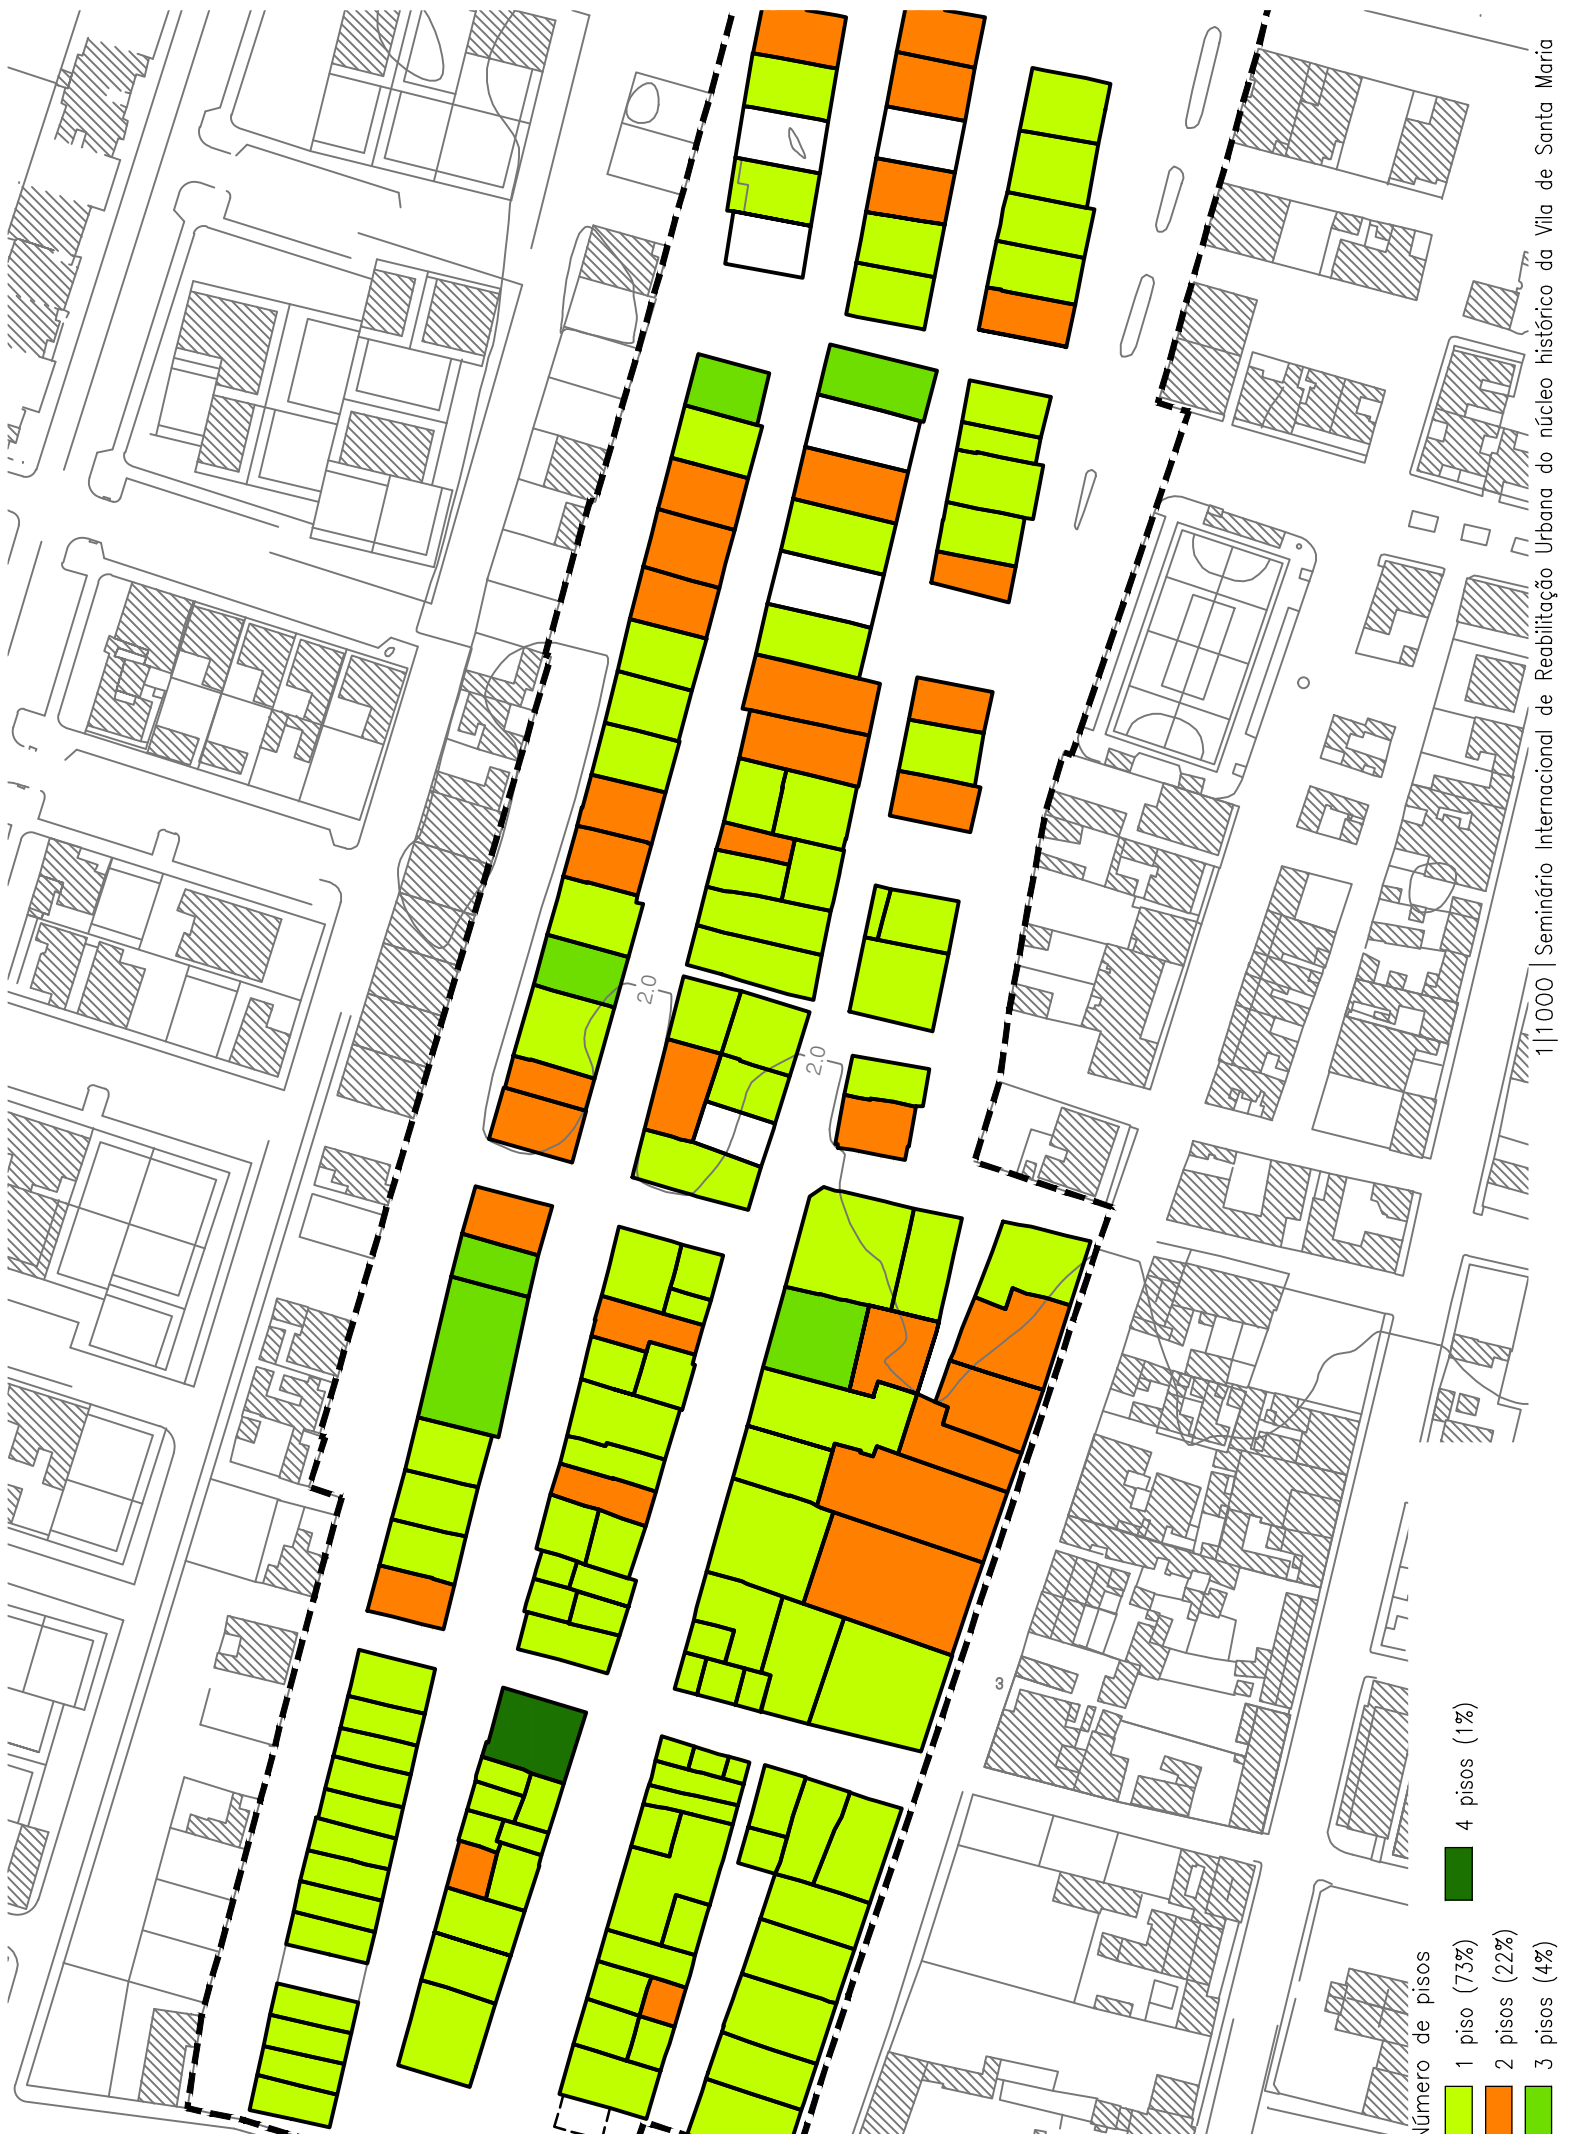 1|1000 | Seminário Internacional de Reabilitação Urbana do núcleo histórico da Vila de Santa Maria
Número de pisos
1 piso (73%)
2 pisos (22%)
3 pisos (4%)
4 pisos (1%)
2.0
2.0
3